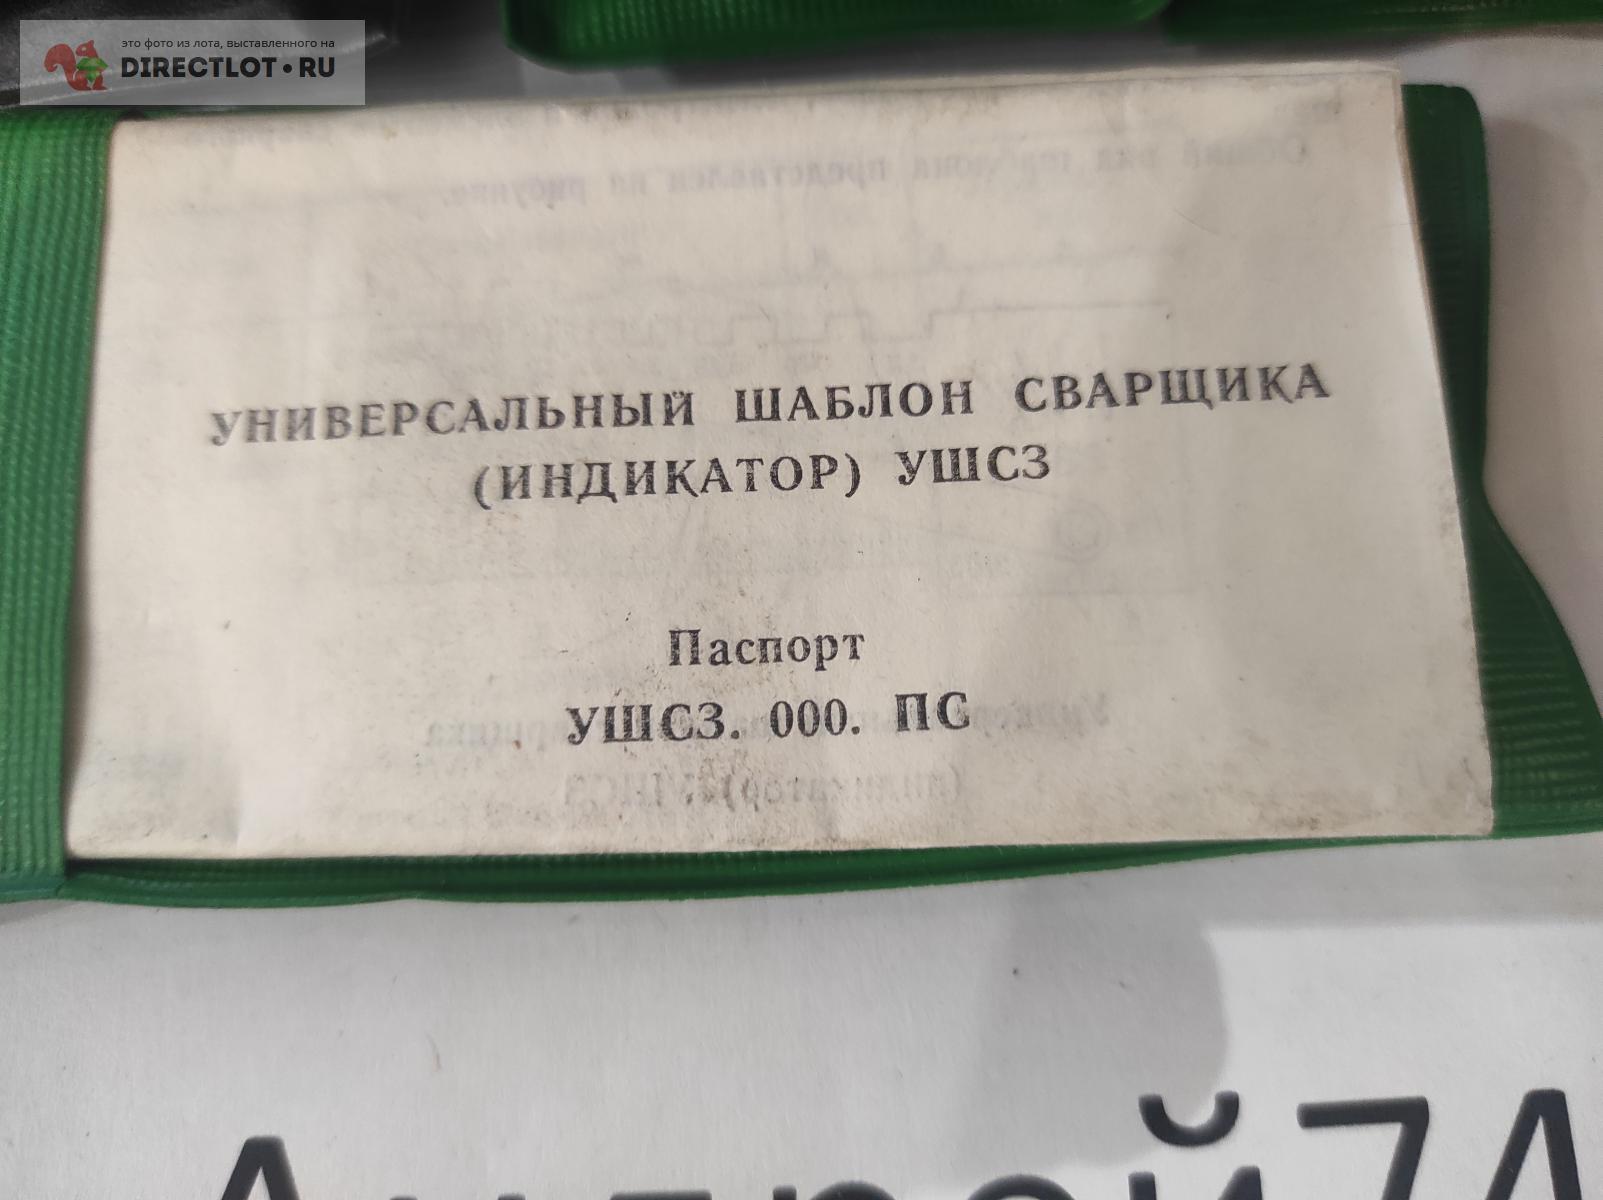 это фото из лота, выставленного на
DIRECTLOT•RU
УНИВЕРСАЛЬНЫЙ ШАБЛОН СВАРЩИКА
(ИНДИКАТОР) УШС3
Паспорт
УШС3. 000. ПС